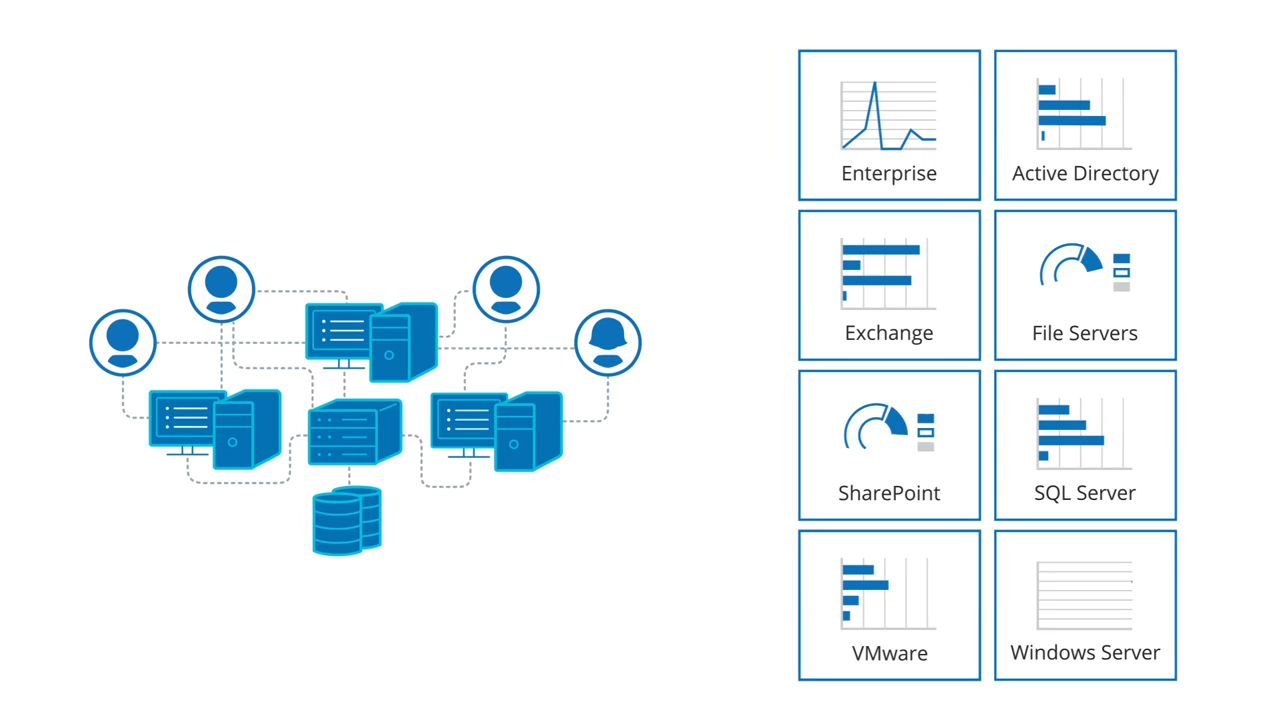 Enterprise
Active Directory
Exchange
File Servers
SharePoint
SQL Server
VMware
Windows Server